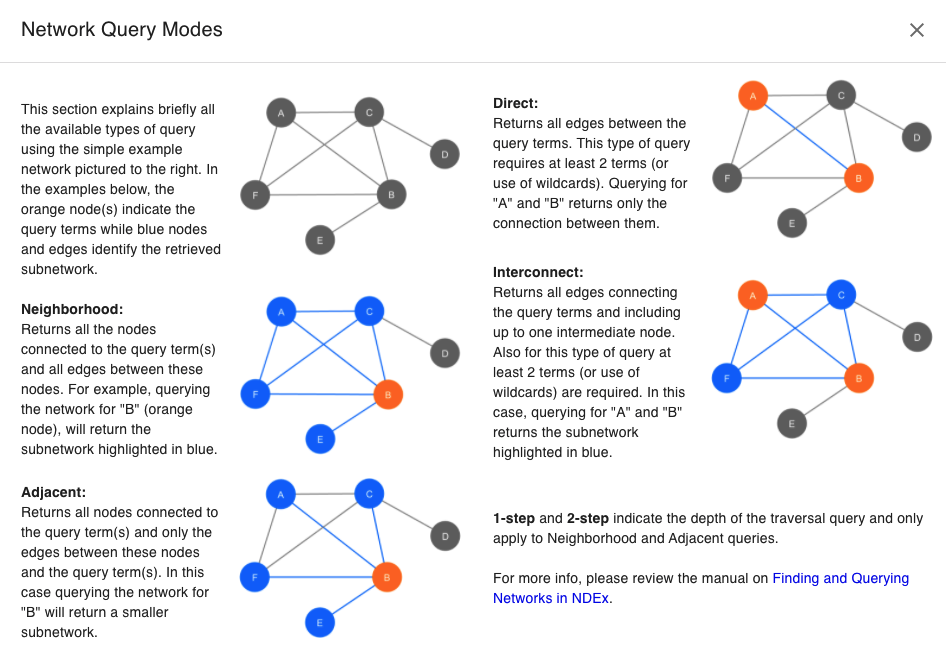 Network Query Modes
This section explains briefly all
the available types of query
using the simple example
network pictured to the right. In
the examples below, the
orange node(s) indicate the
query terms while blue nodes
and edges identify the retrieved
subnetwork.
A
C
D
F
B
E
Neighborhood:
Returns all the nodes
connected to the query term(s)
and all edges between these
nodes. For example, querying
the network for "B" (orange
node), will return the
subnetwork highlighted in blue.
A
C
D
F
B
E
Adjacent:
Returns all nodes connected to
the query term(s) and only the
edges between these nodes
and the query term(s). In this
case querying the network for
"B" will return a smaller
subnetwork.
A
C
D
F
B
E
Direct:
Returns all edges between the
query terms. This type of query
requires at least 2 terms (or
use of wildcards). Querying for
"A" and "B" returns only the
connection between them.
A
C
D
F
B
E
Interconnect:
Returns all edges connecting
the query terms and including
up to one intermediate node.
Also for this type of query at
least 2 terms (or use of
wildcards) are required. In this
case, querying for "A" and "B"
returns the subnetwork
highlighted in blue.
A
C
D
F
B
E
1-step and 2-step indicate the depth of the traversal query and only
apply to Neighborhood and Adjacent queries.
For more info, please review the manual on Finding and Querying
Networks in NDEx.